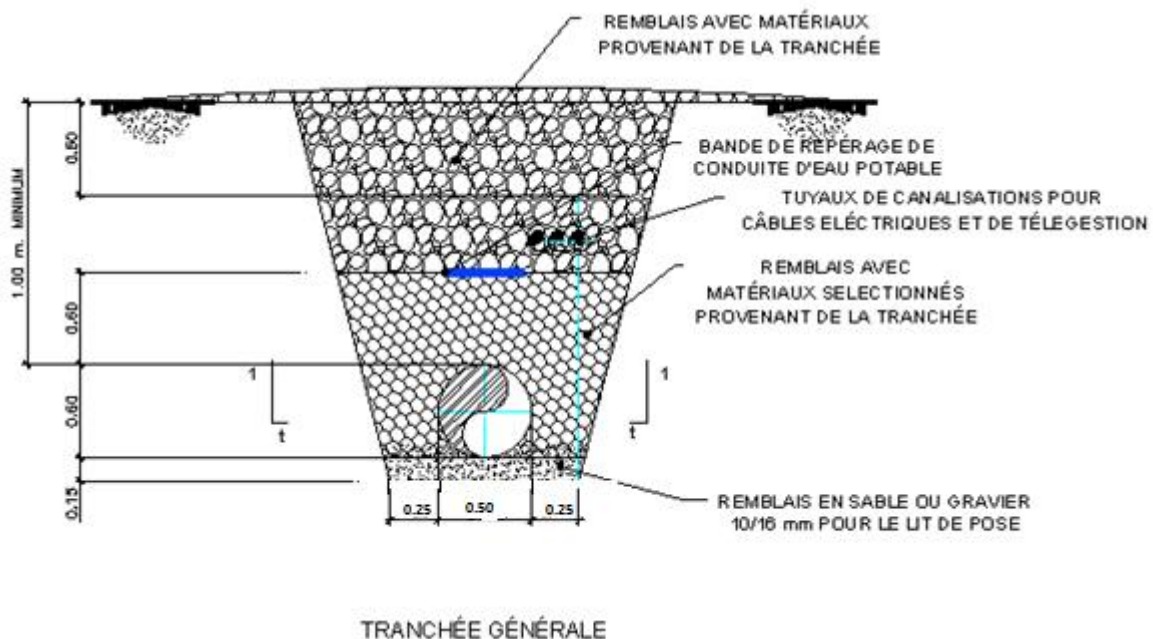 REMBLAIS AVEC MATÉRIAUX
PROVENANT DE LA TRANCHÉE
BANDE DE REPÉRAGE DE
CONDUITE D'EAU POTABLE
TUYAUX DE CANALISATIONS POUR
CÂBLES ELÉCTRIQUES ET DE TÉLEGESTION
REMBLAIS AVEC
MATÉRIAUX SELECTIONNÉS
PROVENANT DE LA TRANCHÉE
1.00 m. MINIMUM
0.60
0.60
0.60
0.15
1
1
t
t
0.25
0.50
0.25
REMBLAIS EN SABLE OU GRAVIER
10/16 mm POUR LE LIT DE POSE
TRANCHÉE GÉNÉRALE